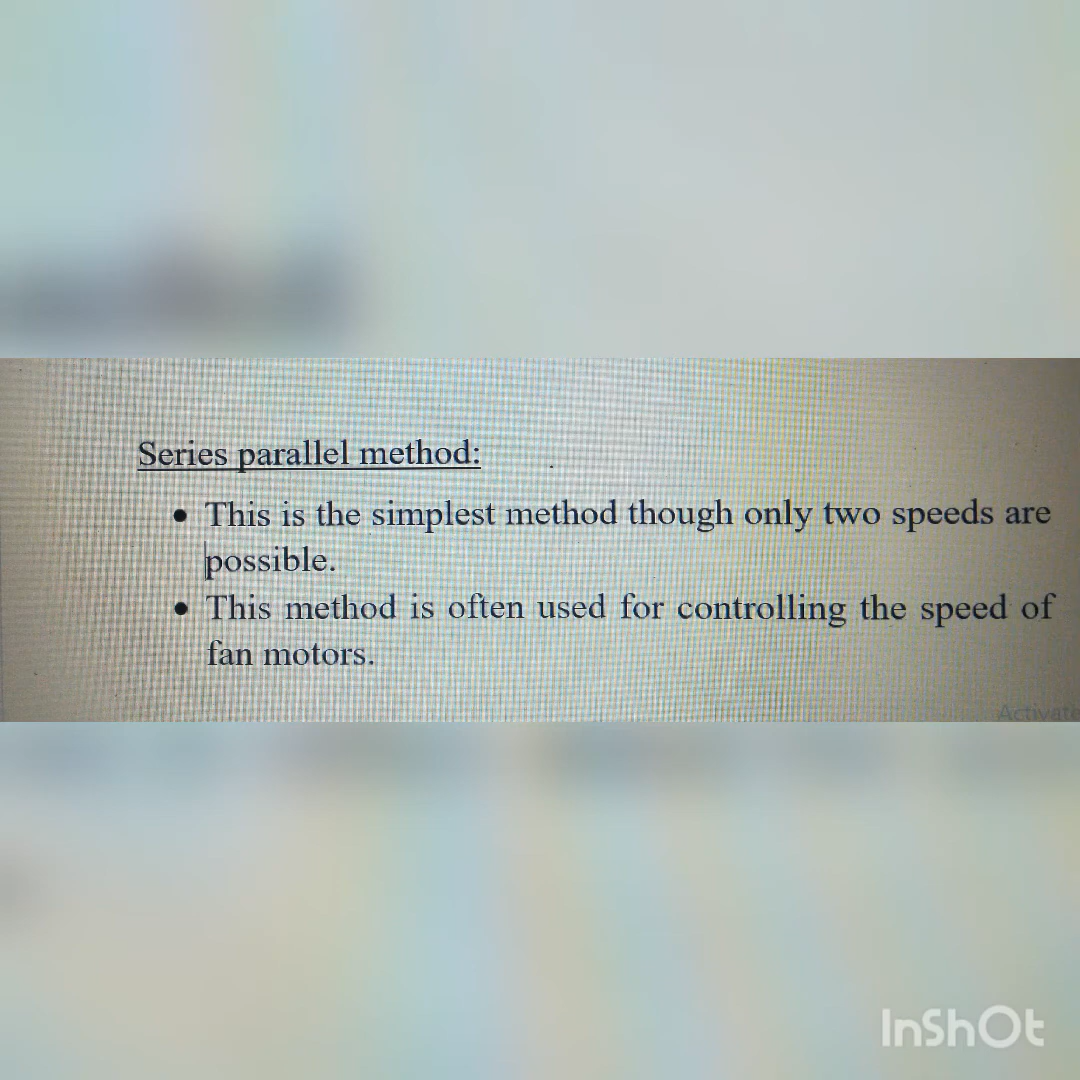 Series parallel method:
• This is the simplest method though only two speeds are
possible.
• This method is often used for controlling the speed of
fan motors.
Activate
InShOt